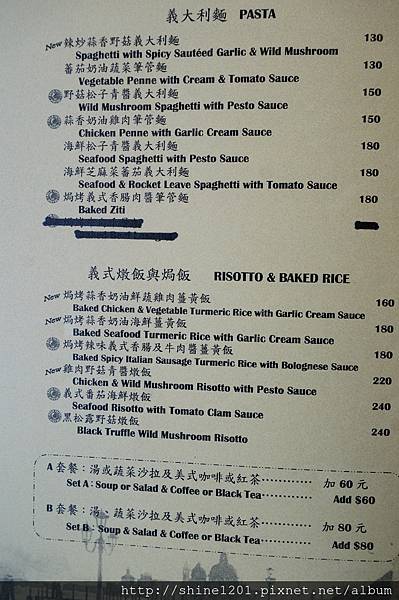 義大利麵 PASTA
New 辣炒蒜香野菇義大利麵 130
Spaghetti with Spicy Sautéed Garlic & Wild Mushroom
蕃茄奶油蔬菜筆管麵 130
Vegetable Penne with Cream & Tomato Sauce
野菇松子青醬義大利麵 150
Wild Mushroom Spaghetti with Pesto Sauce
蒜香奶油雞肉筆管麵 150
Chicken Penne with Garlic Cream Sauce
海鮮松子青醬義大利麵 180
Seafood Spaghetti with Pesto Sauce
海鮮芝麻菜蕃茄義大利麵 180
Seafood & Rocket Leave Spaghetti with Tomato Sauce
焗烤義式香腸肉醬筆管麵 180
Baked Ziti
義式燉飯與焗飯 RISOTTO & BAKED RICE
New 焗烤蒜香奶油鮮蔬雞肉薑黃飯 160
Baked Chicken & Vegetable Turmeric Rice with Garlic Cream Sauce
New 焗烤蒜香奶油海鮮薑黃飯 180
Baked Seafood Turmeric Rice with Garlic Cream Sauce
焗烤辣味義式香腸及牛肉醬薑黃飯 180
Baked Spicy Italian Sausage Turmeric Rice with Bolognese Sauce
New 雞肉野菇青醬燉飯 220
Chicken & Wild Mushroom Risotto with Pesto Sauce
義式番茄海鮮燉飯 240
Seafood Risotto with Tomato Clam Sauce
黑松露野菇燉飯 240
Black Truffle Wild Mushroom Risotto
A 套餐：湯或蔬菜沙拉及美式咖啡或紅茶………… 加 60 元
Set A : Soup or Salad & Coffee or Black Tea………… Add $60
B 套餐：湯、蔬菜沙拉及美式咖啡或紅茶………… 加 80 元
Set B : Soup & Salad & Coffee or Black Tea………… Add $80
http://shine1201.pixnet.net/album